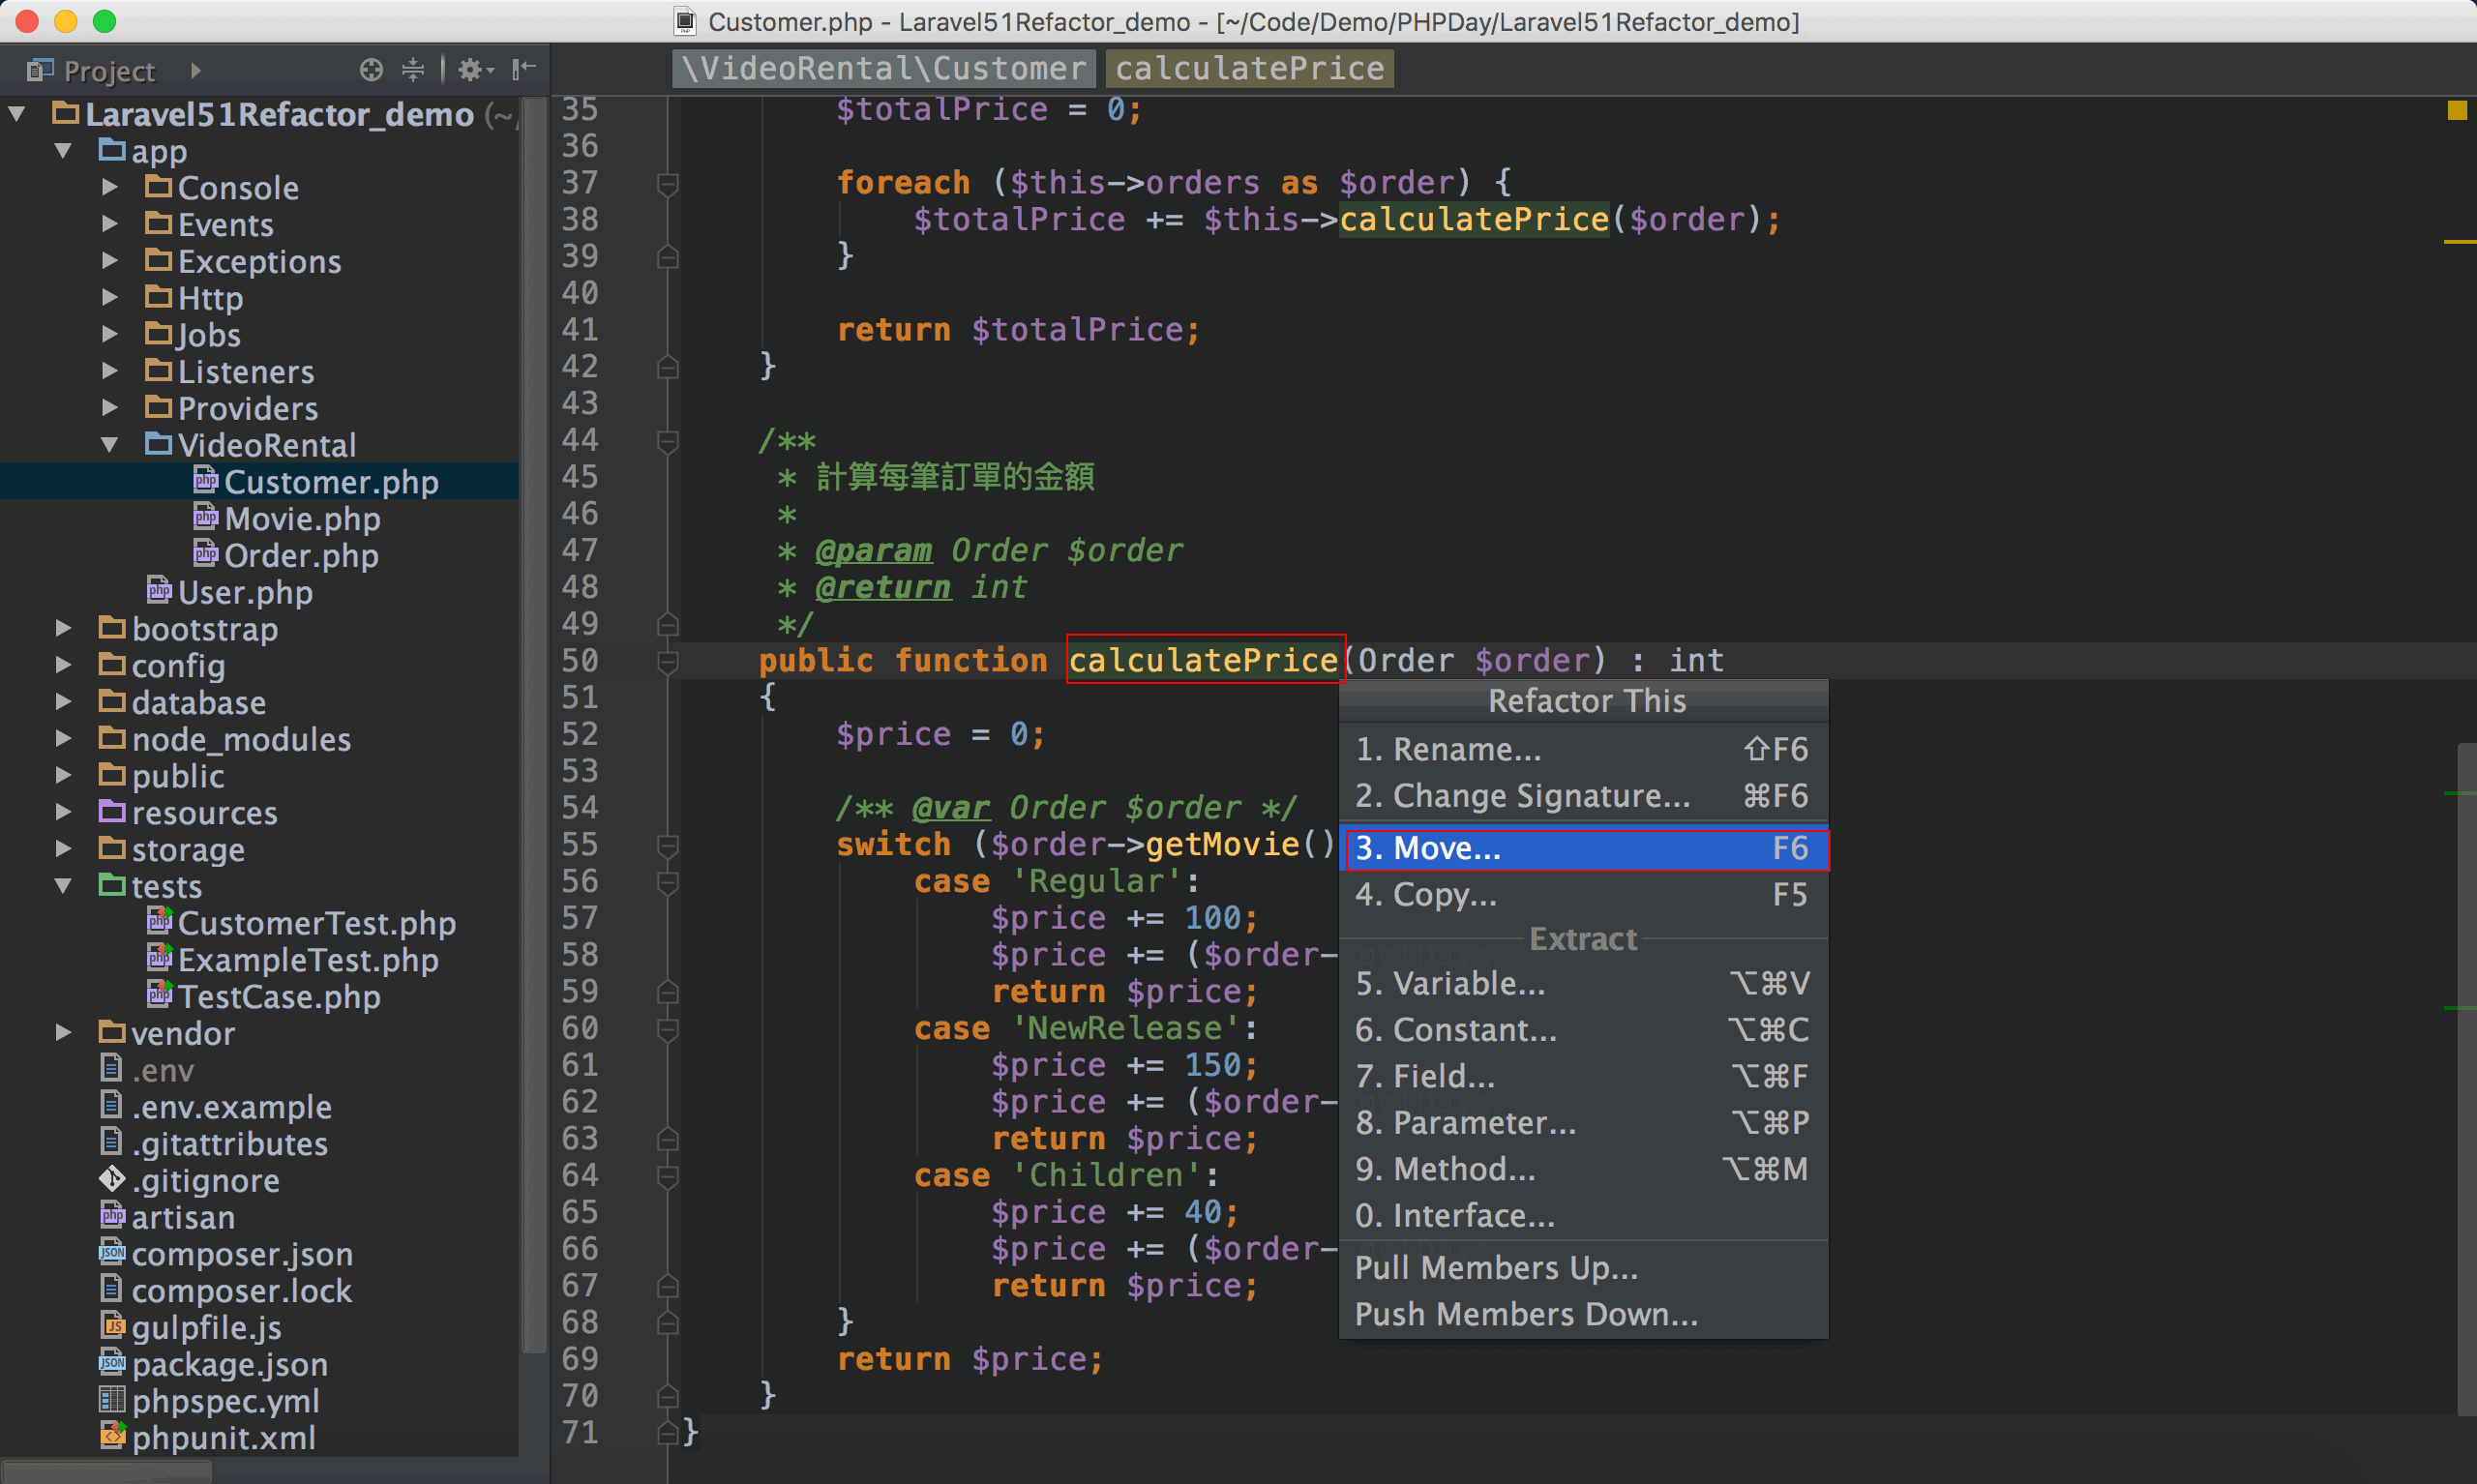 Customer.php - Laravel51Refactor_demo - [~/Code/Demo/PHPDay/Laravel51Refactor_demo]
Project
\VideoRental\Customer calculatePrice
Laravel51Refactor_demo (~/
app
Console
Events
Exceptions
Http
Jobs
Listeners
Providers
VideoRental
Customer.php
Movie.php
Order.php
User.php
bootstrap
config
database
node_modules
public
resources
storage
tests
CustomerTest.php
ExampleTest.php
TestCase.php
vendor
.env
.env.example
.gitattributes
.gitignore
artisan
composer.json
composer.lock
gulpfile.js
package.json
phpspec.yml
phpunit.xml
35 $totalPrice = 0;
36
37 foreach ($this->orders as $order) {
38 $totalPrice += $this->calculatePrice($order);
39 }
40
41 return $totalPrice;
42 }
43
44 /**
45 * 計算每筆訂單的金額
46 *
47 * @param Order $order
48 * @return int
49 */
50 public function calculatePrice(Order $order) : int
51 {
52 $price = 0;
53
54 /** @var Order $order */
55 switch ($order->getMovie()
56 case 'Regular':
57 $price += 100;
58 $price += ($order-
59 return $price;
60 case 'NewRelease':
61 $price += 150;
62 $price += ($order-
63 return $price;
64 case 'Children':
65 $price += 40;
66 $price += ($order-
67 return $price;
68 }
69 return $price;
70 }
71 }
Refactor This
1. Rename... ⇧F6
2. Change Signature... ⌘F6
3. Move... F6
4. Copy... F5
Extract
5. Variable... ⌥⌘V
6. Constant... ⌥⌘C
7. Field... ⌥⌘F
8. Parameter... ⌥⌘P
9. Method... ⌥⌘M
0. Interface...
Pull Members Up...
Push Members Down...